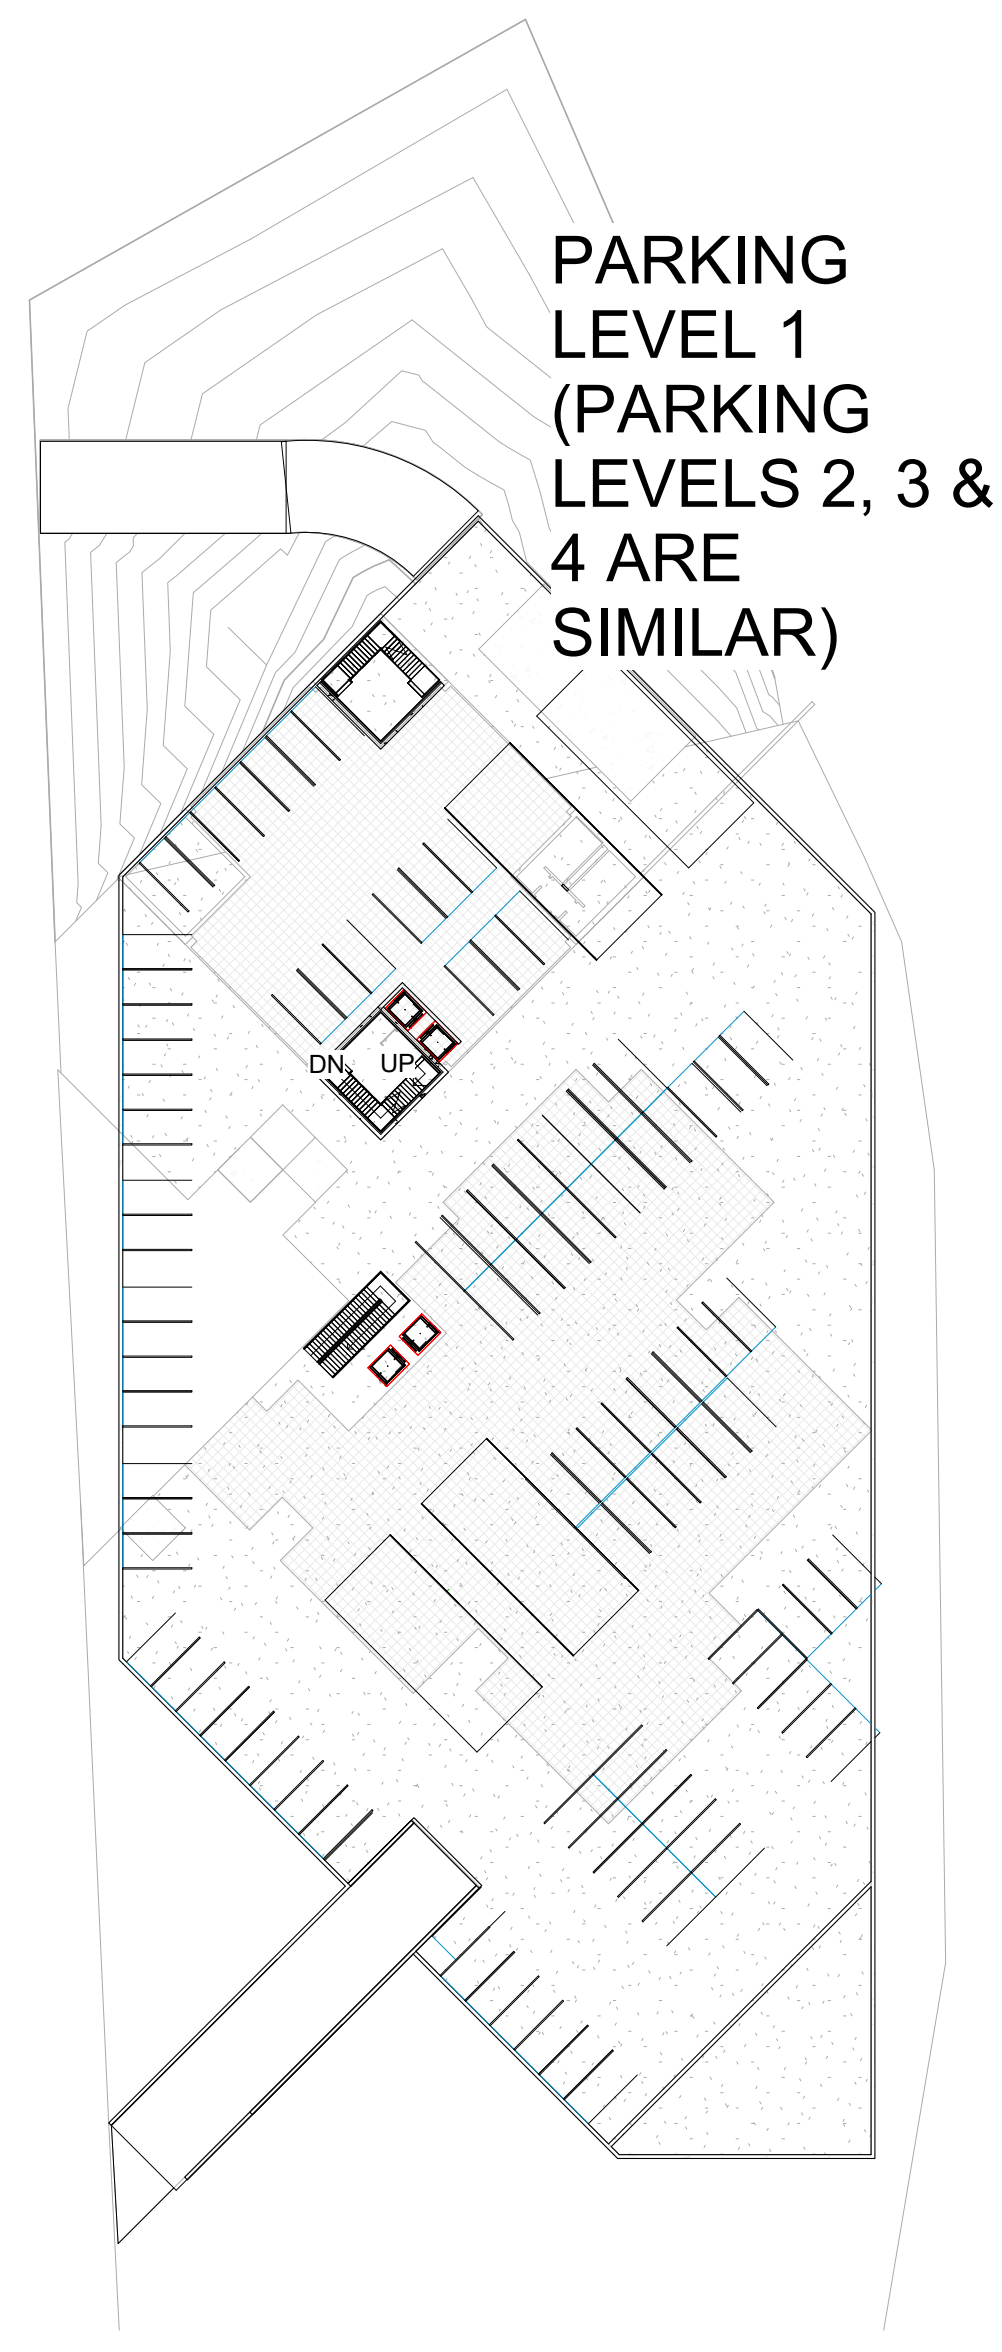 PARKING
LEVEL 1
(PARKING
LEVELS 2, 3 &
4 ARE
SIMILAR)
DN
UP